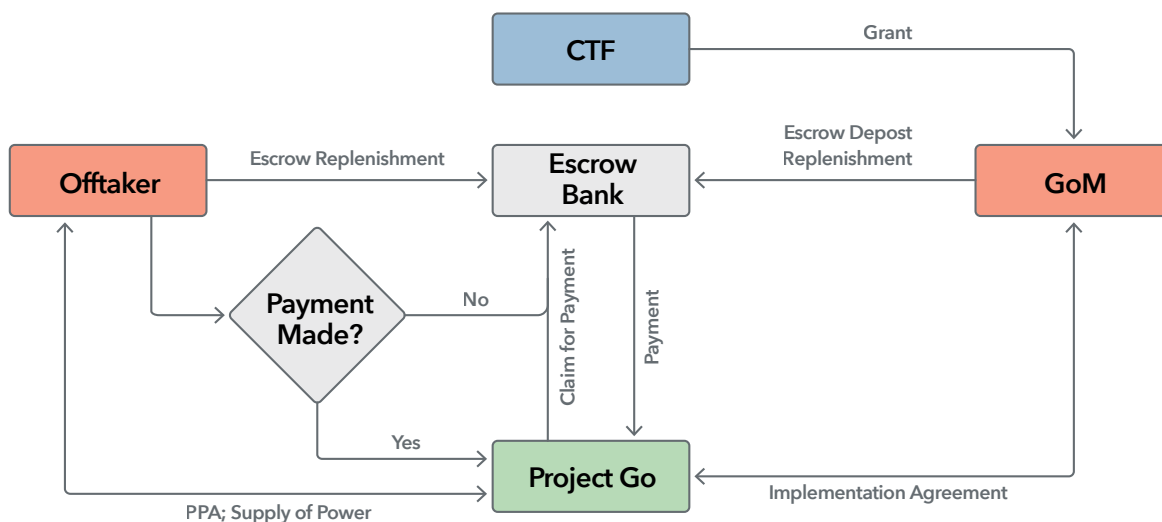 CTF
Grant
Offtaker
Escrow Replenishment
Escrow
Bank
Escrow Depost
Replenishment
GoM
Payment
Made?
No
Claim for Payment
Payment
Yes
Project Go
PPA; Supply of Power
Implementation Agreement